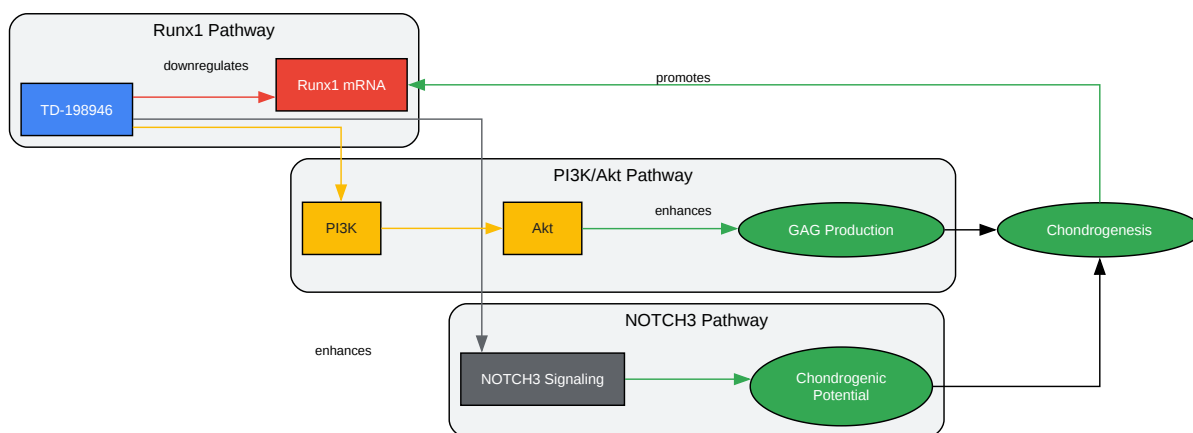 Runx1 Pathway
downregulates
Runx1 mRNA
promotes
TD-198946
PI3K/Akt Pathway
PI3K
Akt
enhances
GAG Production
Chondrogenesis
NOTCH3 Pathway
enhances
NOTCH3 Signaling
Chondrogenic
Potential